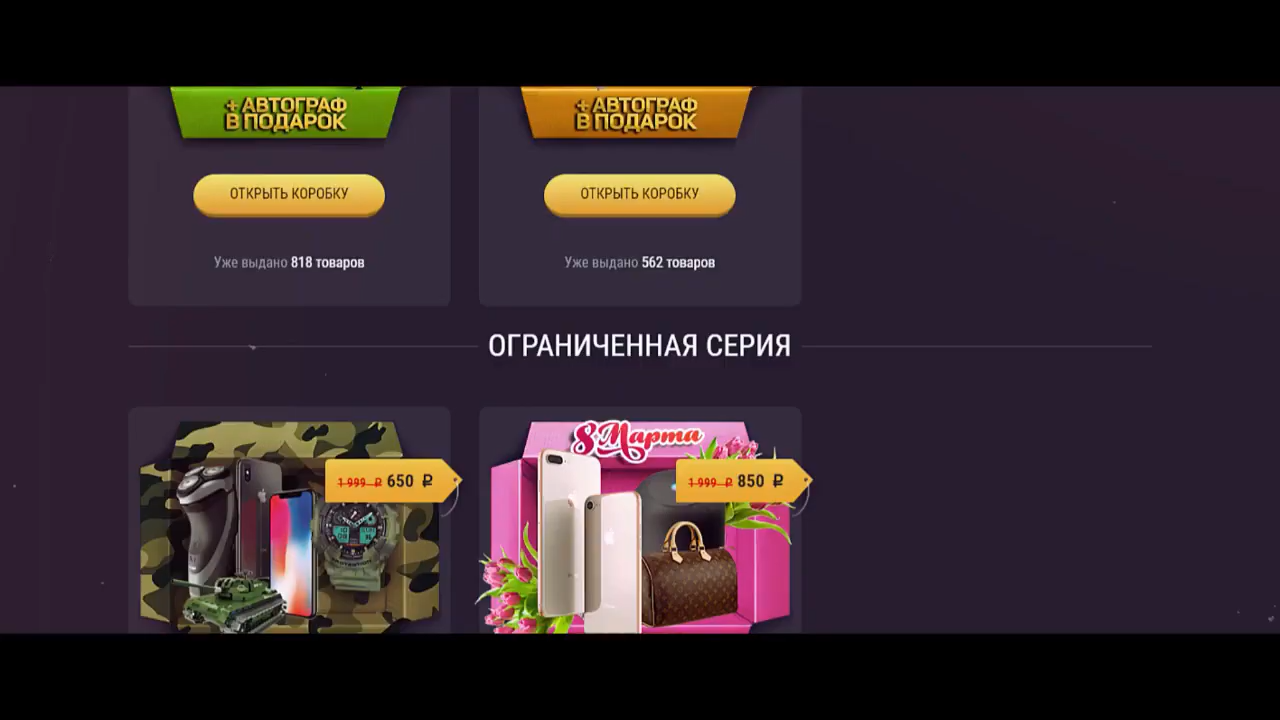 + АВТОГРАФ
В ПОДАРОК
+ АВТОГРАФ
В ПОДАРОК
ОТКРЫТЬ КОРОБКУ
ОТКРЫТЬ КОРОБКУ
Уже выдано 818 товаров
Уже выдано 562 товаров
ОГРАНИЧЕННАЯ СЕРИЯ
8 Марта
1 999 ₽ 650 ₽
1 999 ₽ 850 ₽